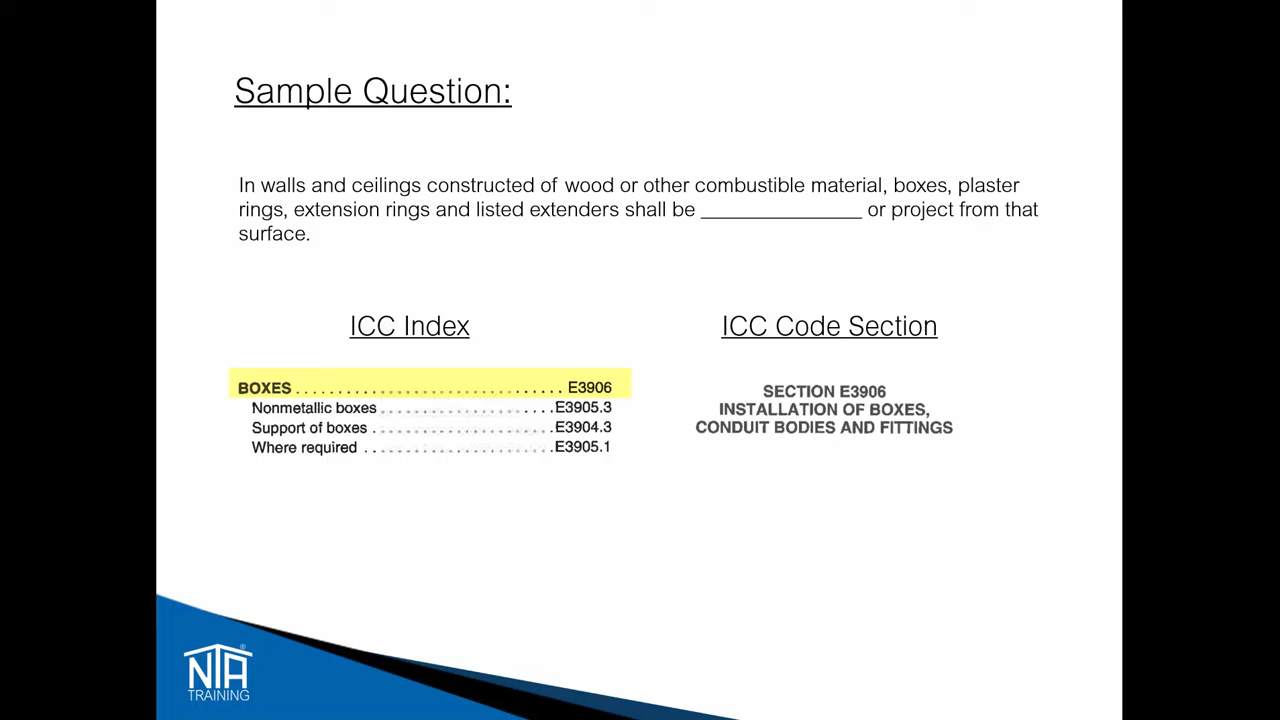 Sample Question:
In walls and ceilings constructed of wood or other combustible material, boxes, plaster
rings, extension rings and listed extenders shall be _______________ or project from that
surface.
ICC Index
BOXES . . . . . . . . . . . . . . . . . . . . . . . . . . . . . . . . E3906
Nonmetallic boxes . . . . . . . . . . . . . . . . . . . . . E3905.3
Support of boxes . . . . . . . . . . . . . . . . . . . . . . E3904.3
Where required . . . . . . . . . . . . . . . . . . . . . . . E3905.1
ICC Code Section
SECTION E3906
INSTALLATION OF BOXES,
CONDUIT BODIES AND FITTINGS
NTA®
TRAINING